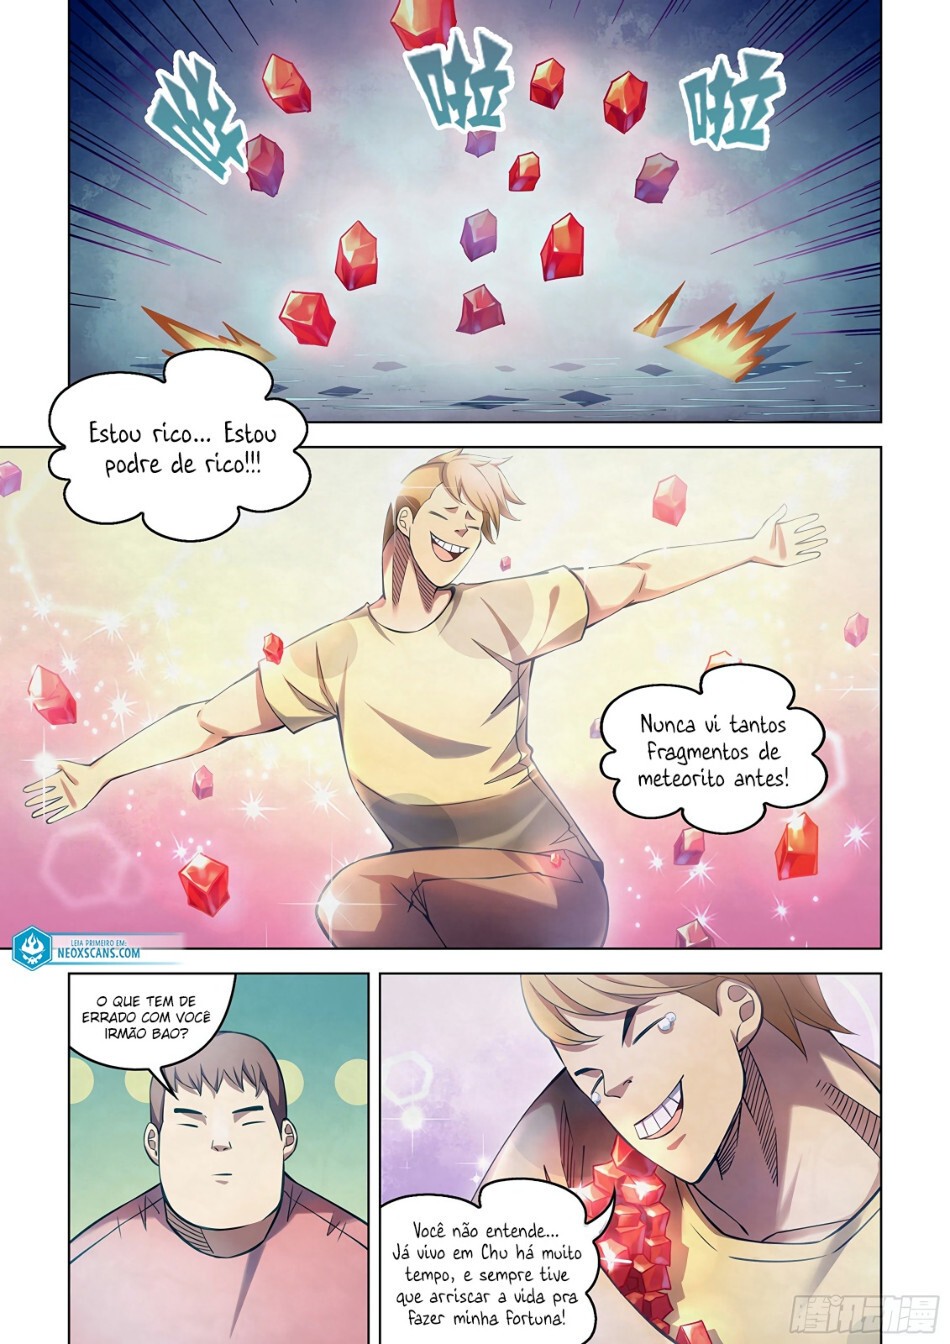 哗
啦
啦
Estou rico... Estou
podre de rico!!!
Nunca vi tantos
fragmentos de
meteorito antes!
LEIA PRIMEIRO EM:
NEOXSCANS.COM
O QUE TEM DE
ERRADO COM VOCÊ
IRMÃO BAO?
Você não entende...
Já vivo em Chu há muito
tempo, e sempre tive
que arriscar a vida pra
fazer minha fortuna!
腾讯动漫